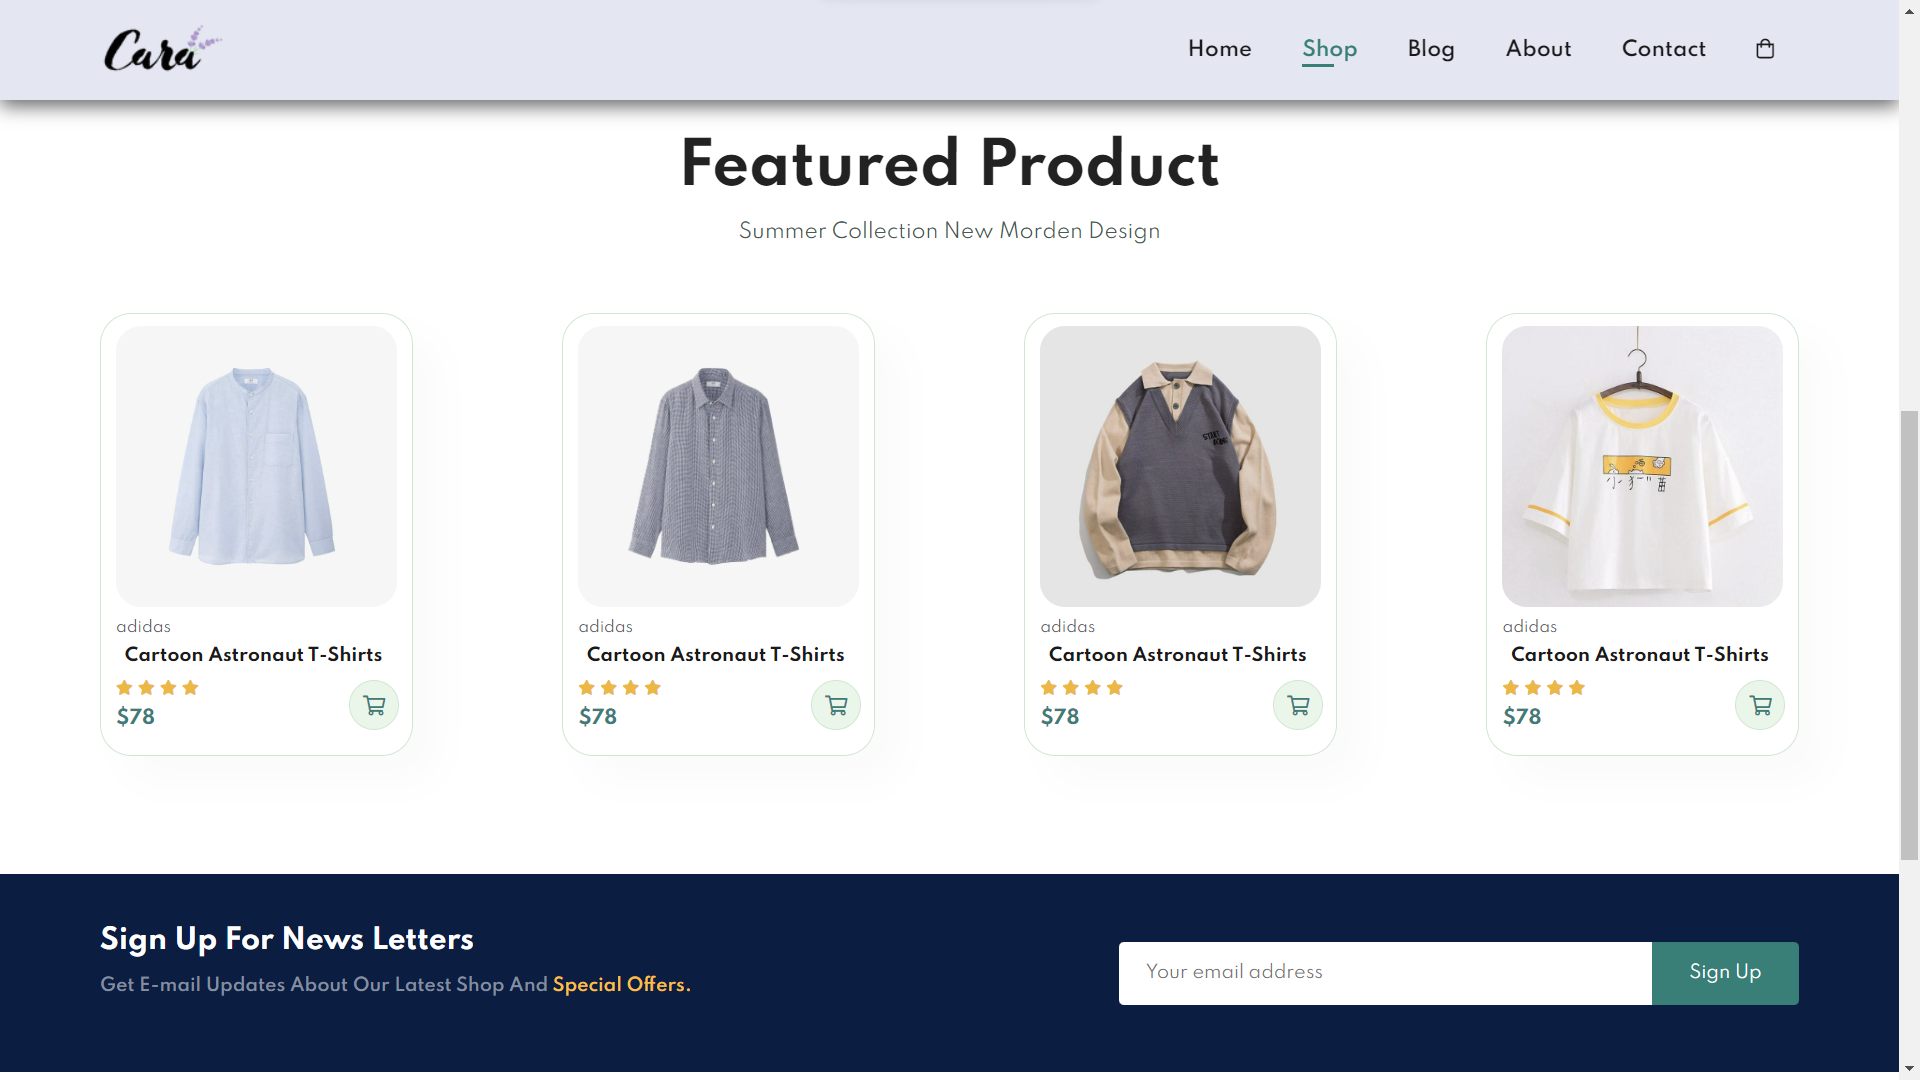 Cara
Home
Shop
Blog
About
Contact
Featured Product
Summer Collection New Morden Design
START
adidas
Cartoon Astronaut T-Shirts
$78
adidas
Cartoon Astronaut T-Shirts
$78
adidas
Cartoon Astronaut T-Shirts
$78
adidas
Cartoon Astronaut T-Shirts
$78
Sign Up For News Letters
Get E-mail Updates About Our Latest Shop And Special Offers.
Your email address
Sign Up